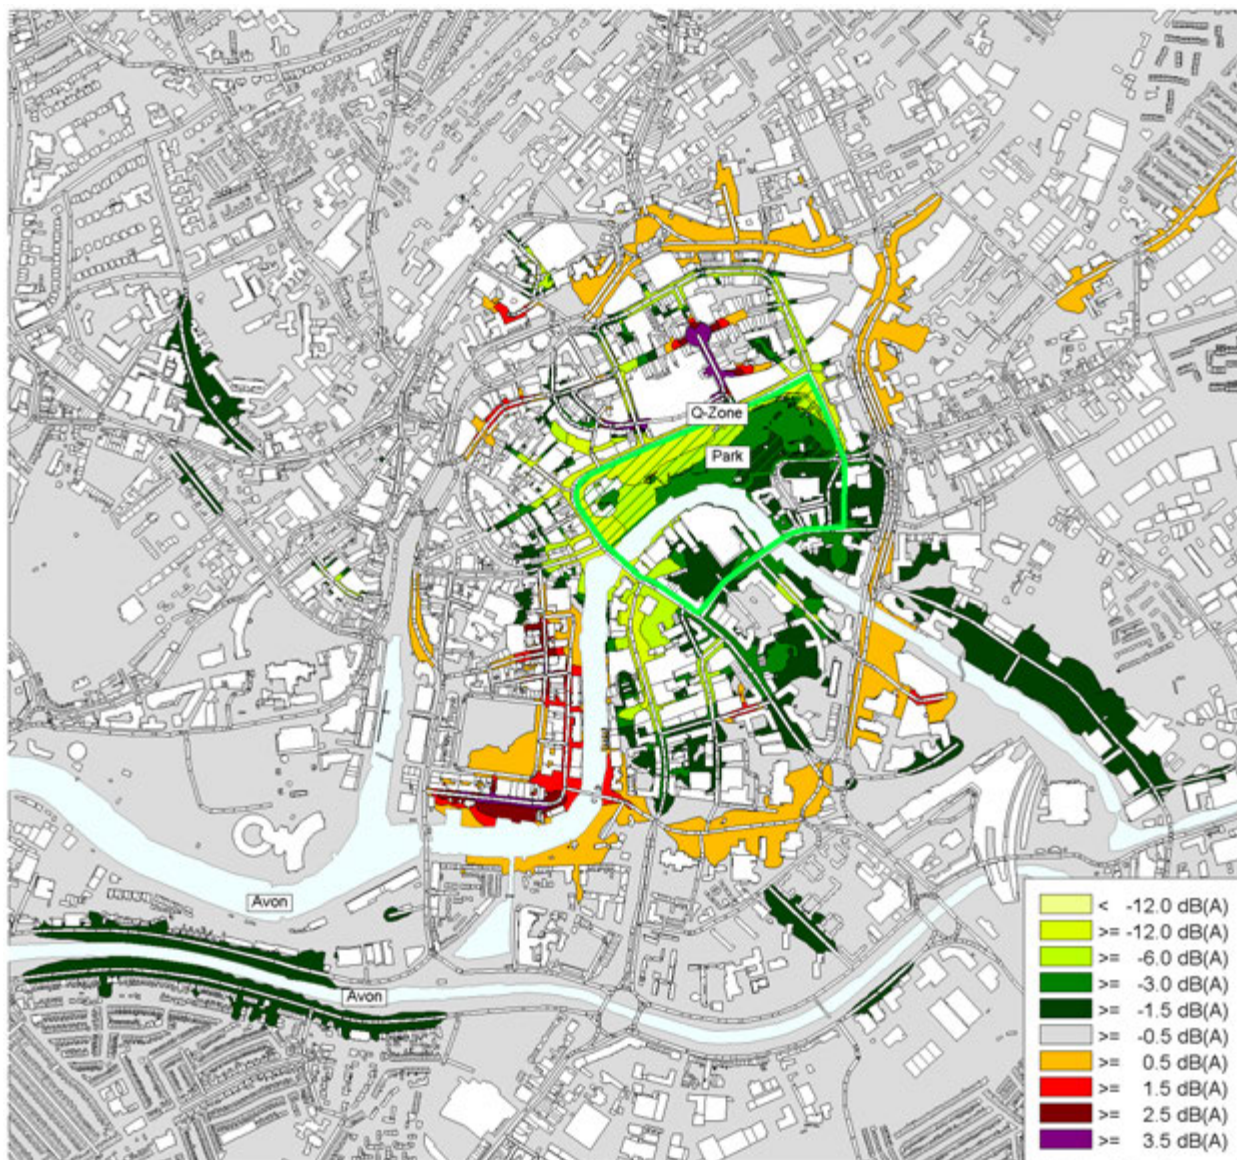 Q-Zone
Park
Avon
Avon
< -12.0 dB(A)
>= -12.0 dB(A)
>= -6.0 dB(A)
>= -3.0 dB(A)
>= -1.5 dB(A)
>= -0.5 dB(A)
>= 0.5 dB(A)
>= 1.5 dB(A)
>= 2.5 dB(A)
>= 3.5 dB(A)